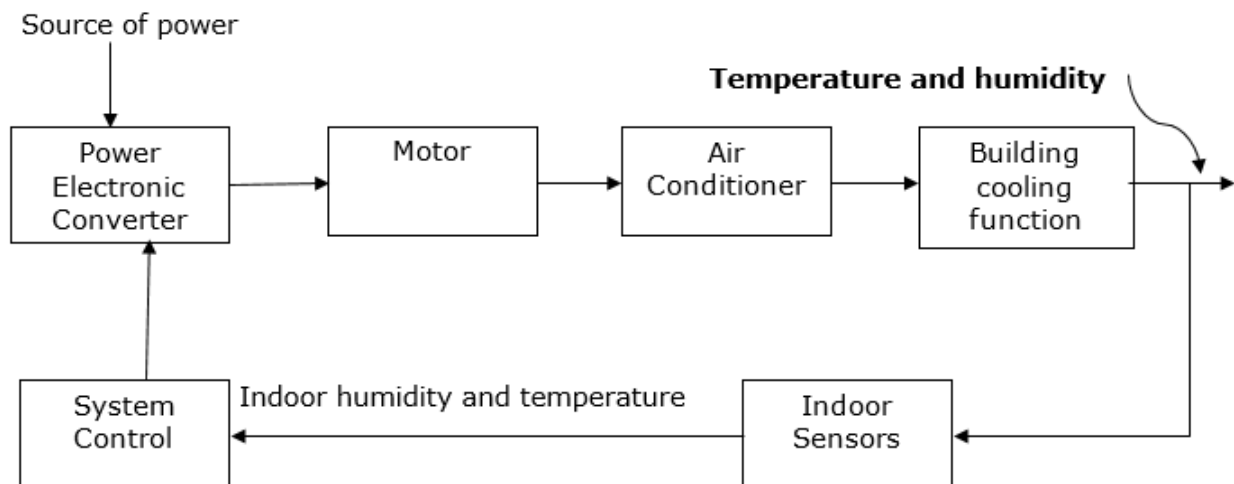 Source of power
Temperature and humidity
Power
Electronic
Converter
Motor
Air
Conditioner
Building
cooling
function
System
Control
Indoor humidity and temperature
Indoor
Sensors